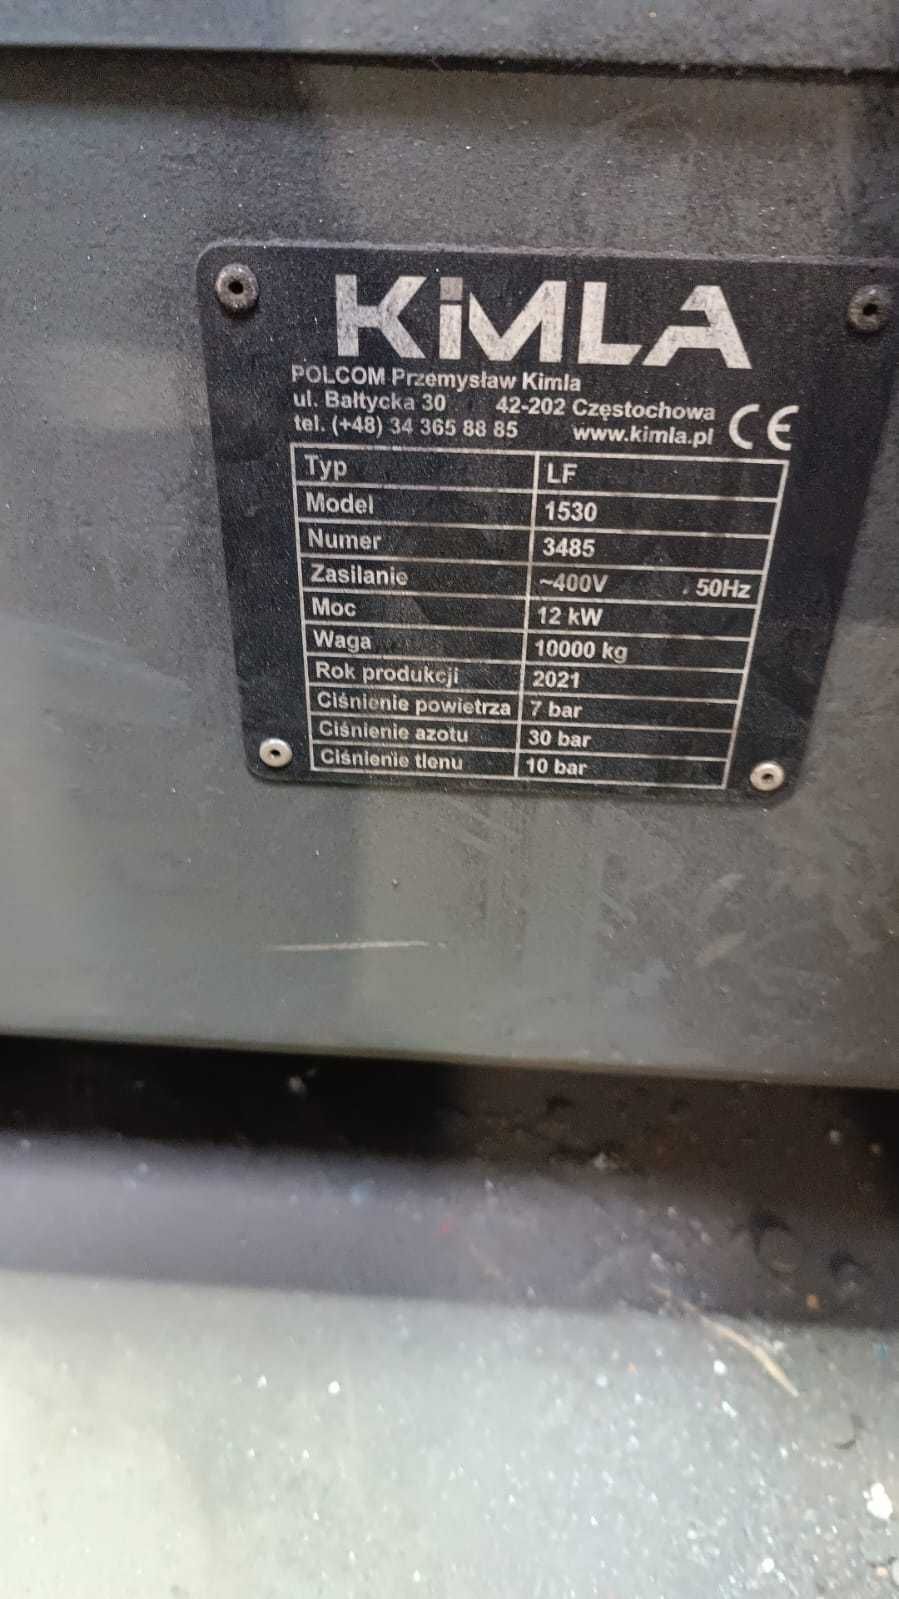 KiMLA
POLCOM Przemysław Kimla
ul. Bałtycka 30 42-202 Częstochowa
tel. (+48) 34 365 88 85 www.kimla.pl CE
Typ LF
Model 1530
Numer 3485
Zasilanie ~400V 50Hz
Moc 12 kW
Waga 10000 kg
Rok produkcji 2021
Ciśnienie powietrza 7 bar
Ciśnienie azotu 30 bar
Ciśnienie tlenu 10 bar